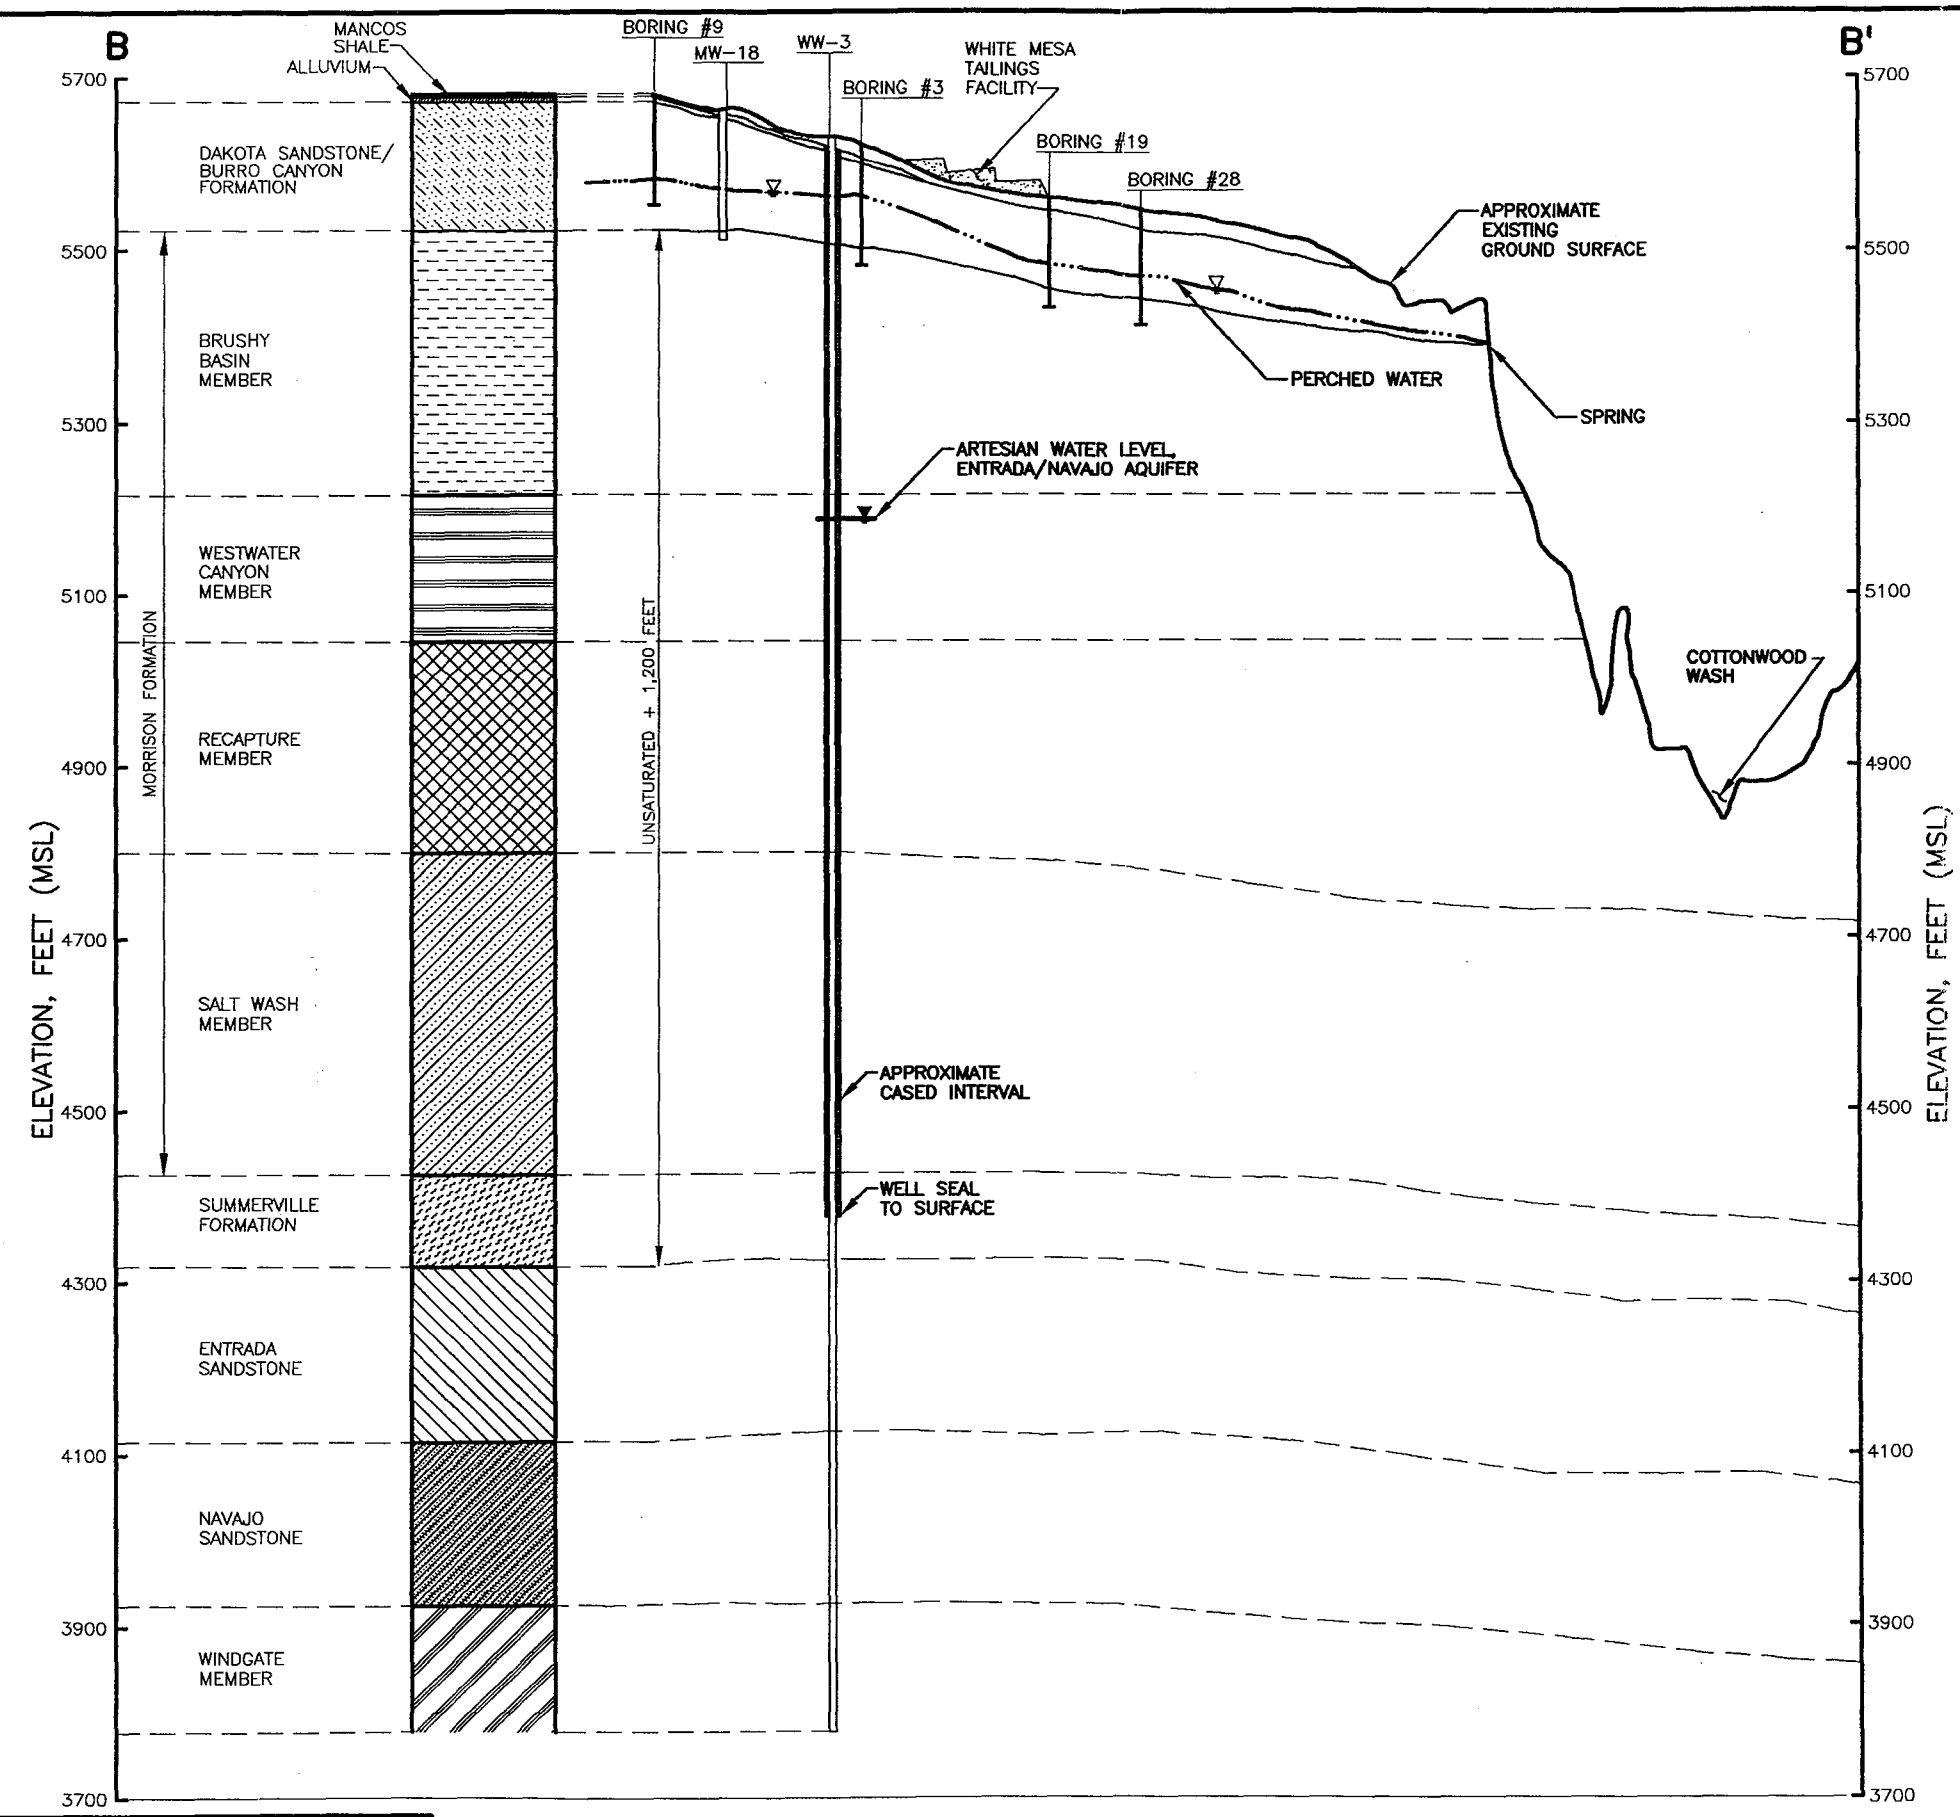 B
B'
MANCOS
SHALE
ALLUVIUM
BORING #9
MW-18
WW-3
BORING #3
WHITE MESA
TAILINGS
FACILITY
BORING #19
BORING #28
APPROXIMATE
EXISTING
GROUND SURFACE
PERCHED WATER
SPRING
ARTESIAN WATER LEVEL,
ENTRADA/NAVAJO AQUIFER
COTTONWOOD
WASH
APPROXIMATE
CASED INTERVAL
WELL SEAL
TO SURFACE
UNSATURATED + 1,200 FEET
MORRISON FORMATION
DAKOTA SANDSTONE/
BURRO CANYON
FORMATION
BRUSHY
BASIN
MEMBER
WESTWATER
CANYON
MEMBER
RECAPTURE
MEMBER
SALT WASH
MEMBER
SUMMERVILLE
FORMATION
ENTRADA
SANDSTONE
NAVAJO
SANDSTONE
WINDGATE
MEMBER
ELEVATION, FEET (MSL)
5700
5500
5300
5100
4900
4700
4500
4300
4100
3900
3700
5700
5500
5300
5100
4900
4700
4500
4300
4100
3900
3700
ELEVATION, FEET (MSL)